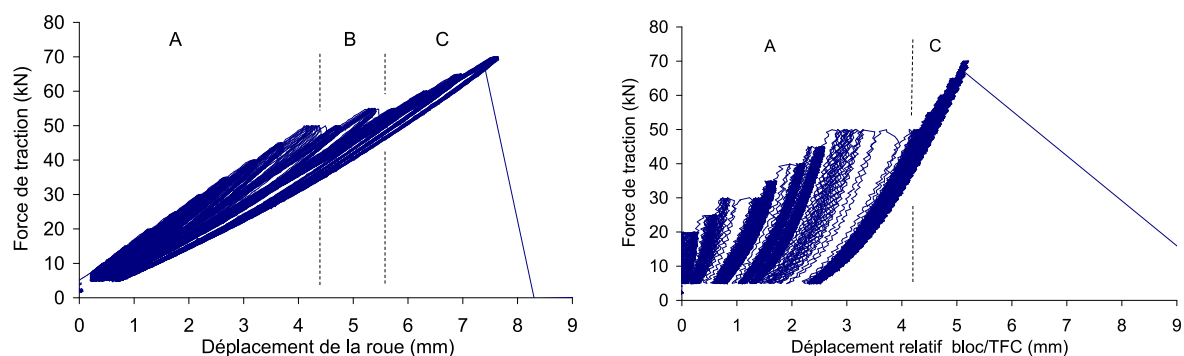 Force de traction (kN)
80
70
60
50
40
30
20
10
0
A B C
0 1 2 3 4 5 6 7 8 9
Déplacement de la roue (mm)
Force de traction (kN)
80
70
60
50
40
30
20
10
0
A C
0 1 2 3 4 5 6 7 8 9
Déplacement relatif bloc/TFC (mm)